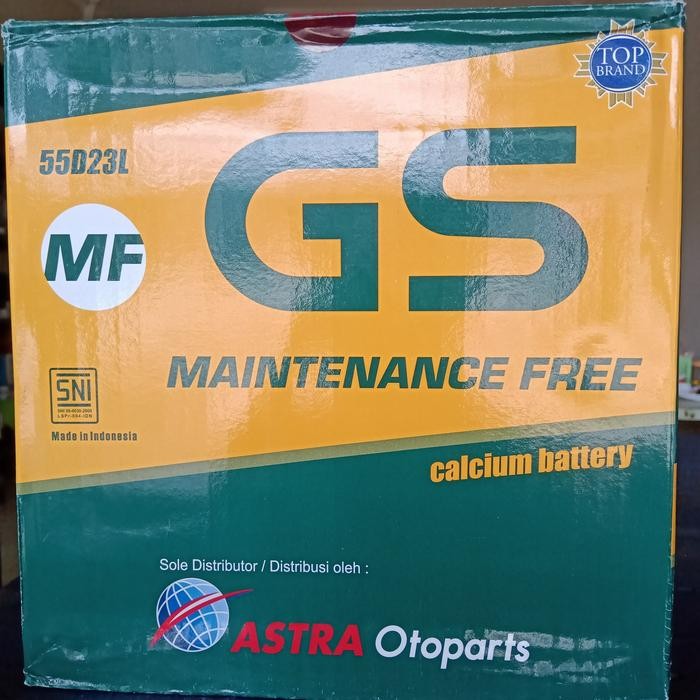 TOP
BRAND
55D23L
GS
MF
MAINTENANCE FREE
SNI
Made in Indonesia
calcium battery
Sole Distributor / Distribusi oleh :
ASTRA Otoparts